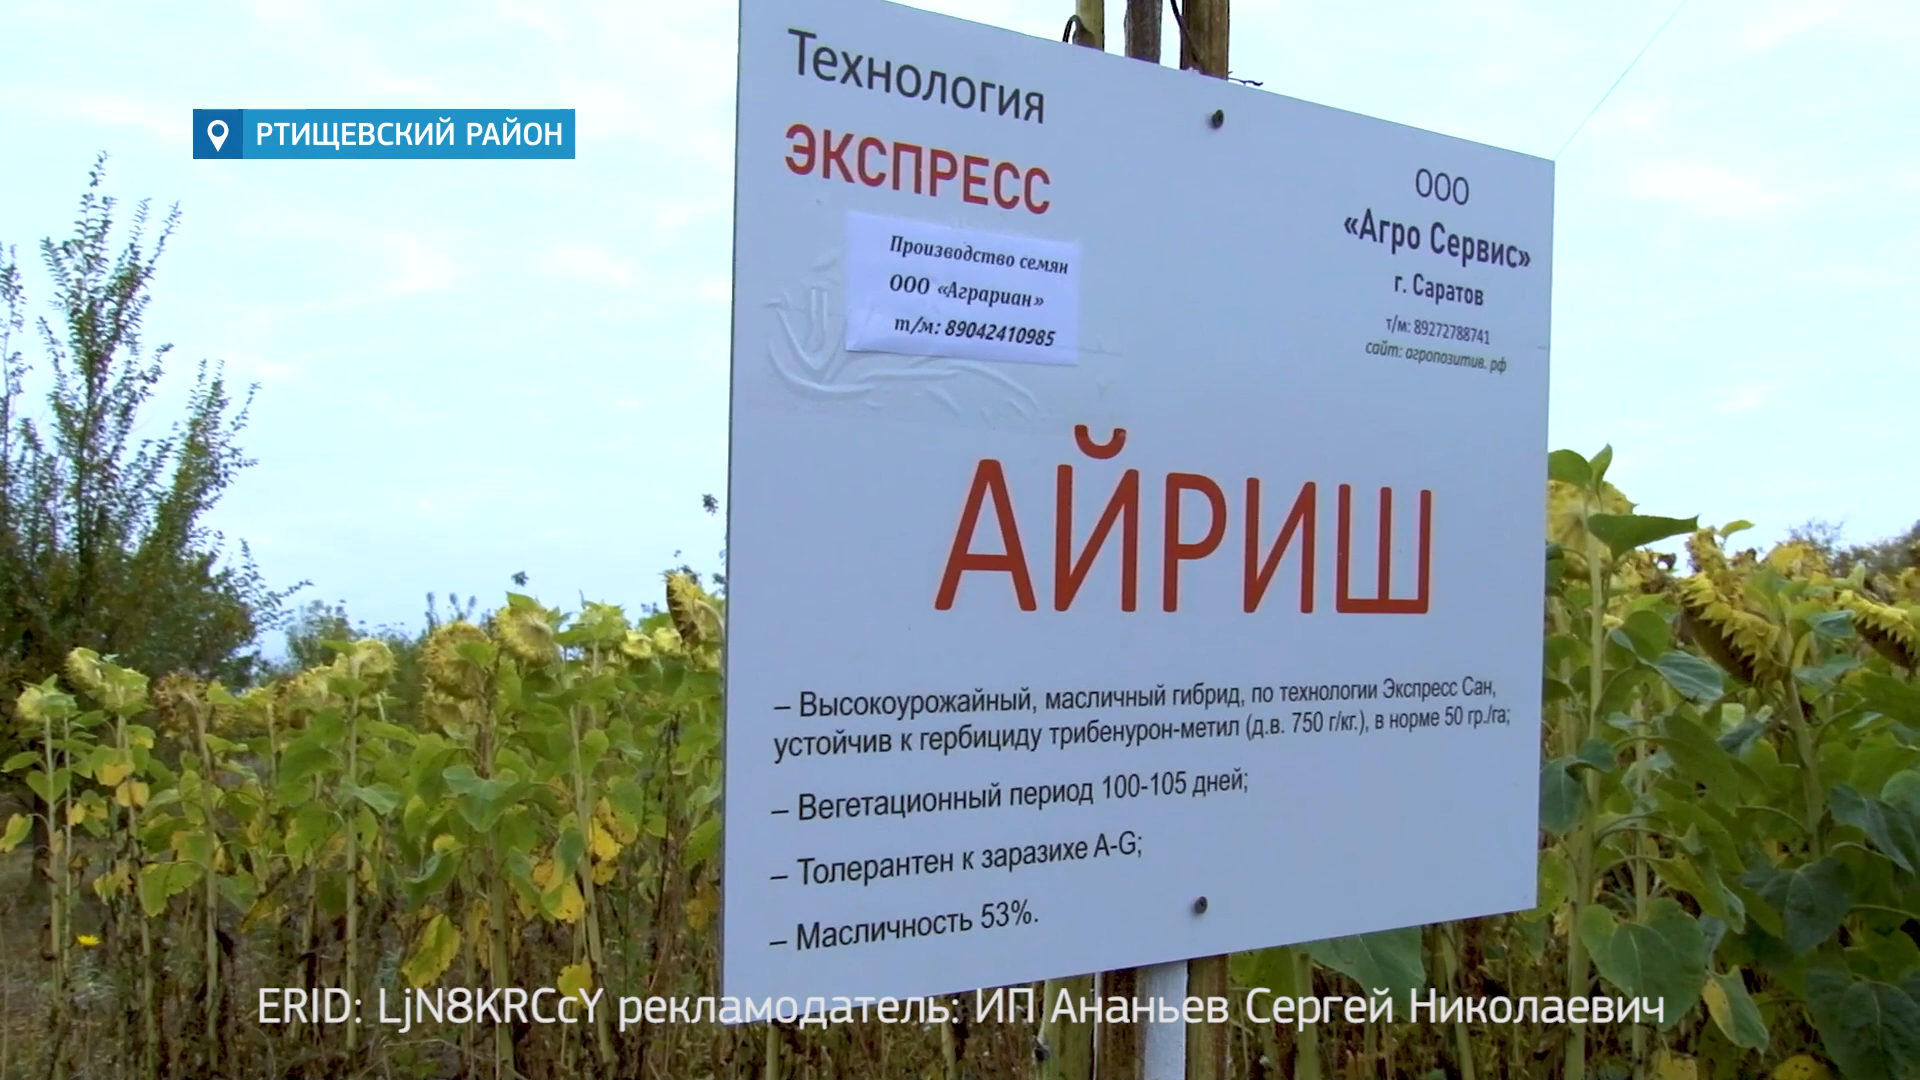 РТИЩЕВСКИЙ РАЙОН
Технология
ЭКСПРЕСС
Производство семян
ООО «Аграриан»
т/м: 89042410985
ООО
«Агро Сервис»
г. Саратов
т/м: 89272788741
сайт: агропозитив.рф
АЙРИШ
– Высокоурожайный, масличный гибрид, по технологии Экспресс Сан,
устойчив к гербициду трибенурон-метил (д.в. 750 г/кг.), в норме 50 гр./га;
– Вегетационный период 100-105 дней;
– Толерантен к заразихе A-G;
– Масличность 53%.
ERID: LjN8KRCcY рекламодатель: ИП Ананьев Сергей Николаевич